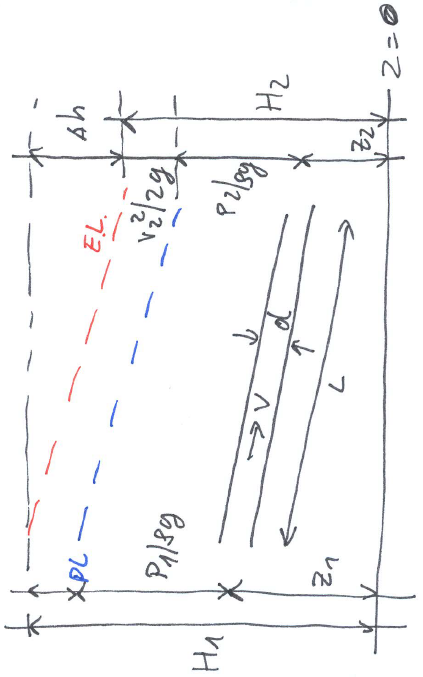 H1
P1/ρg
z1
PL
E.L.
V
d
L
Δh
v2²/2g
P2/ρg
z2
H2
Z=0